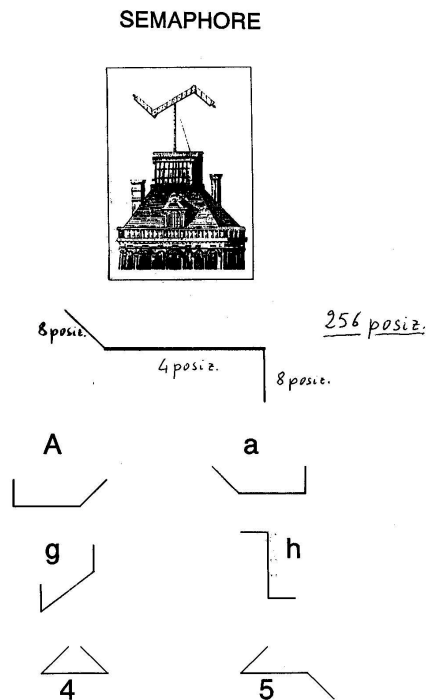 SEMAPHORE
8 posiz.
256 posiz.
4 posiz.
8 posiz.
A a
g h
4 5